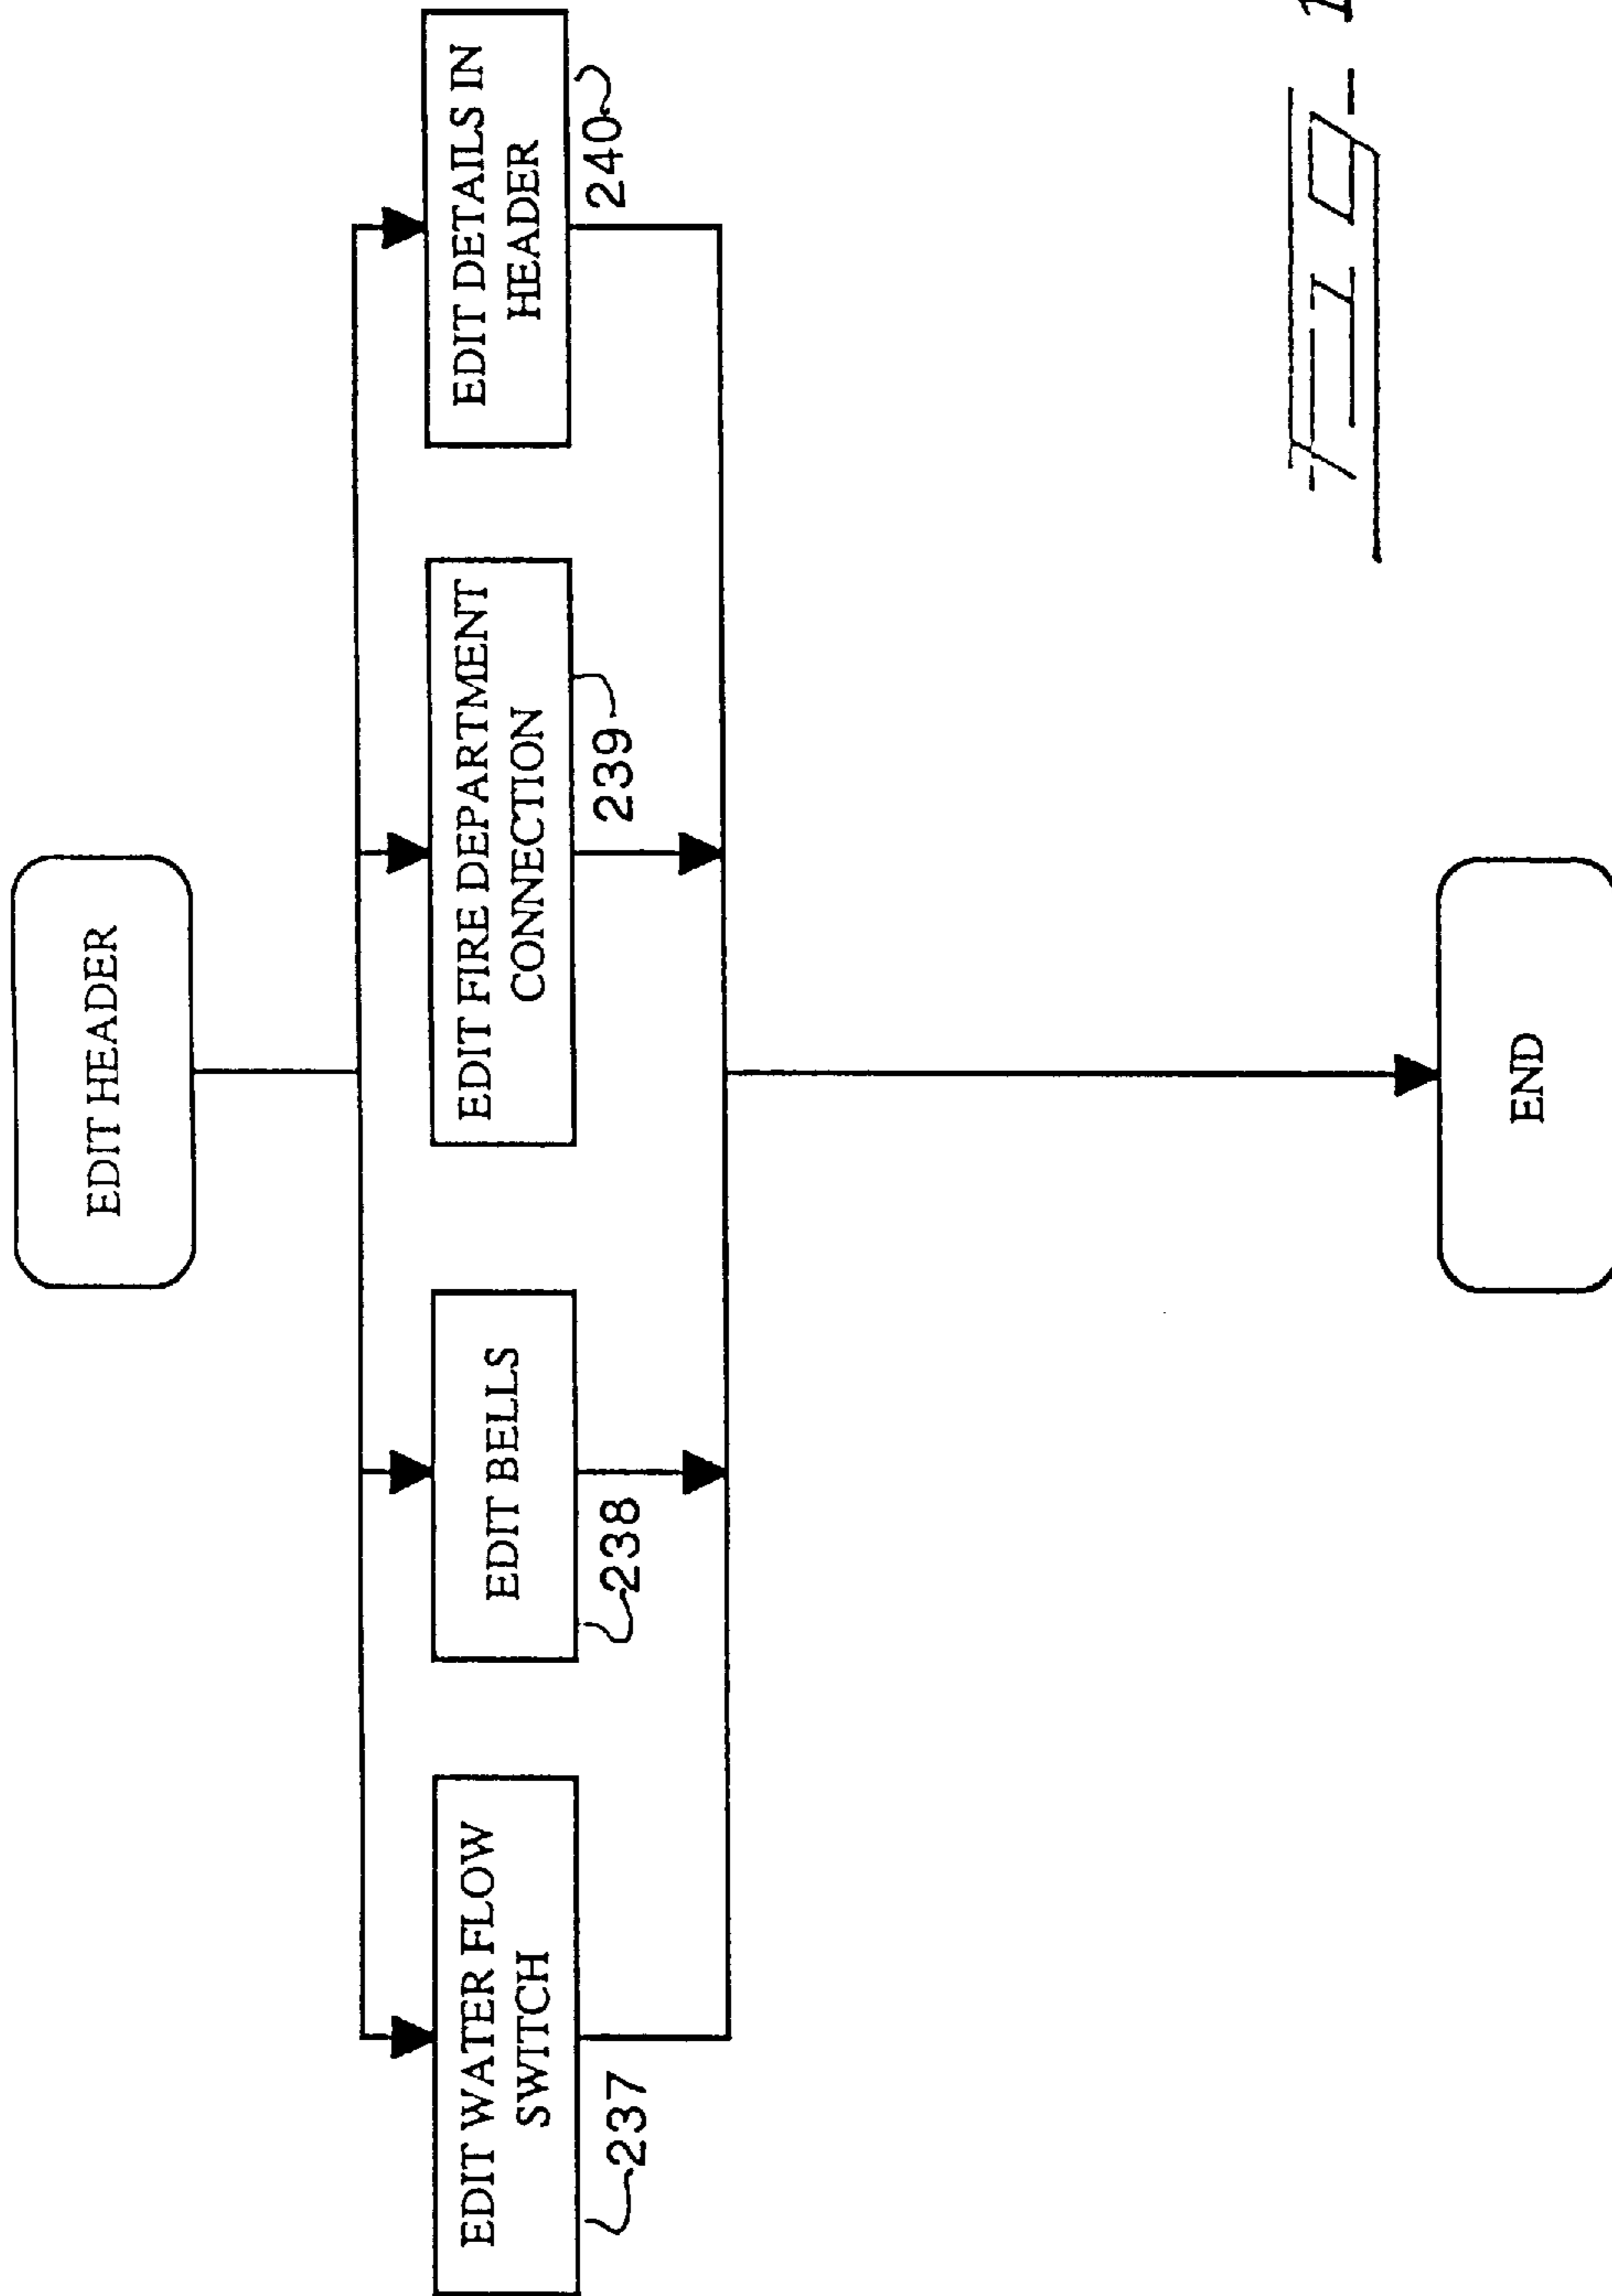 EDIT HEADER
EDIT WATER FLOW
SWITCH
237
EDIT BELLS
238
EDIT FIRE DEPARTMENT
CONNECTION
239
EDIT DETAILS IN
HEADER
240
END